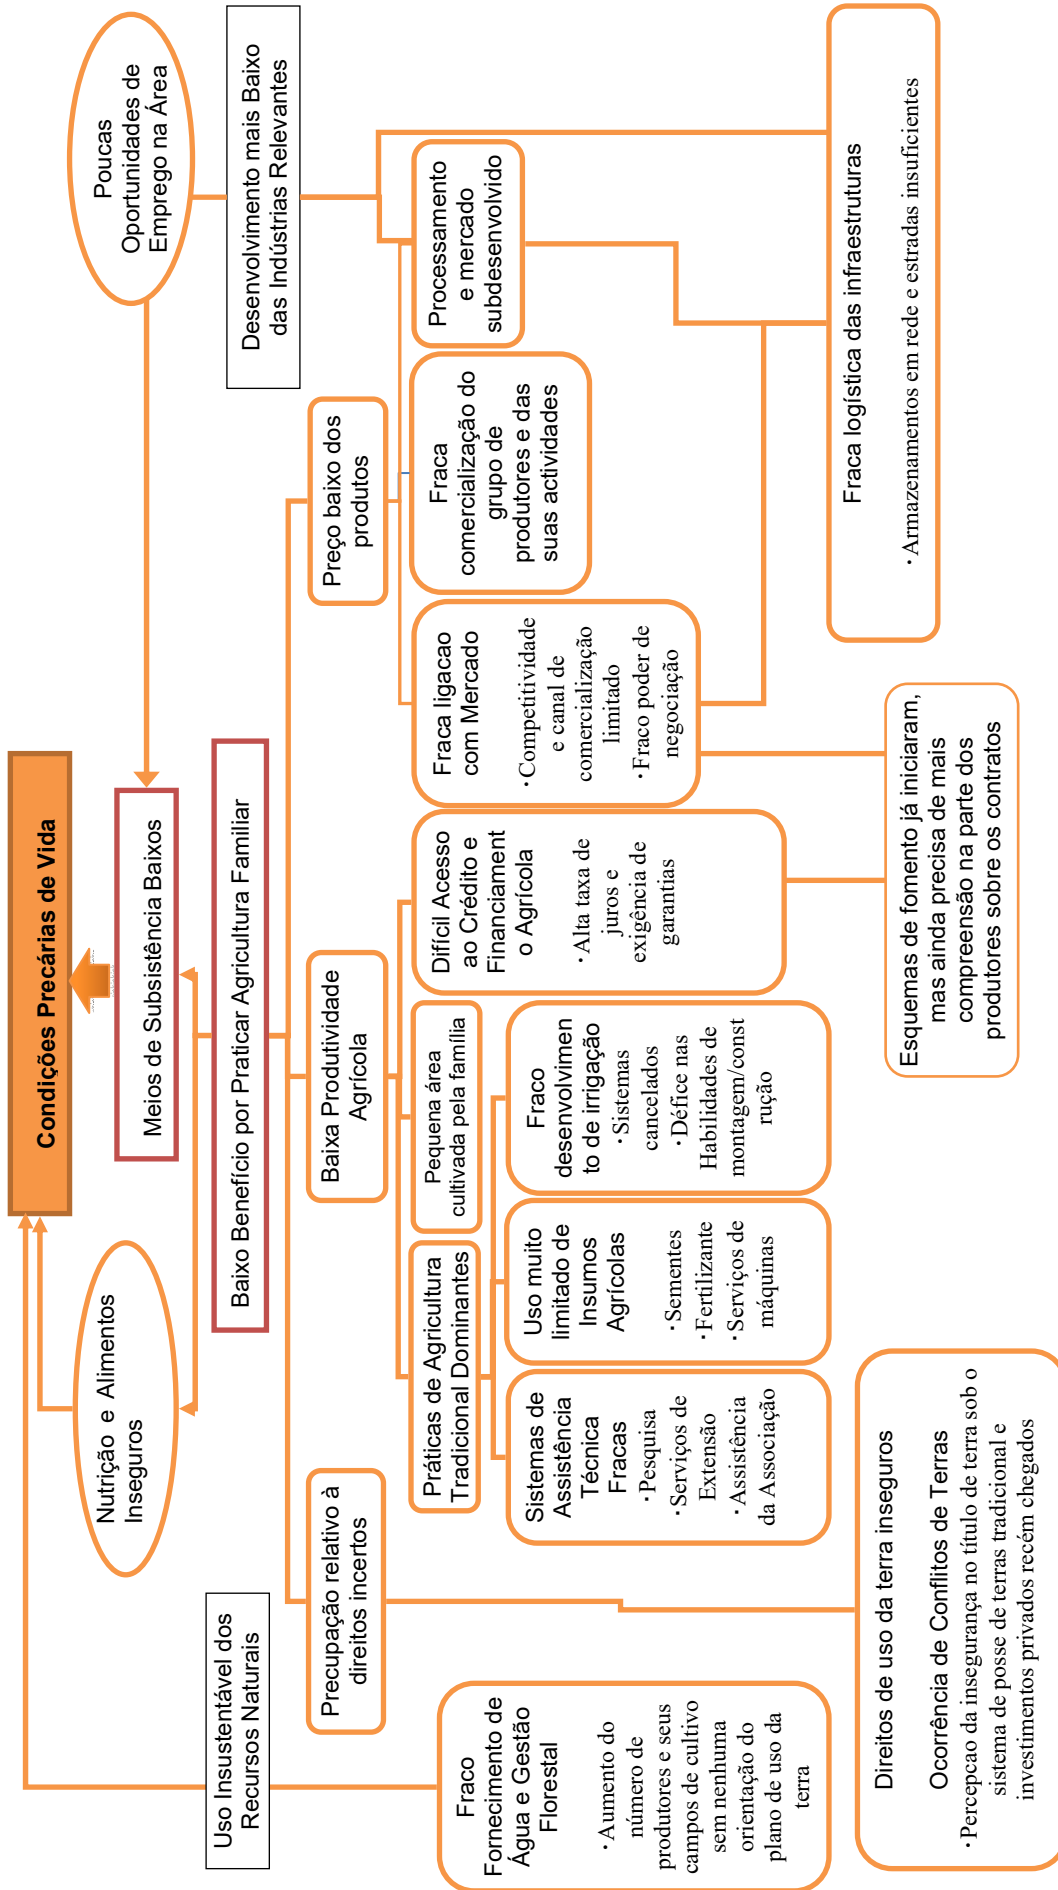 Condições Precárias de Vida
Nutrição e Alimentos
Inseguros
Meios de Subsistência Baixos
Poucas
Oportunidades de
Emprego na Área
Uso Insustentável dos
Recursos Naturais
Baixo Benefício por Praticar Agricultura Familiar
Desenvolvimento mais Baixo
das Indústrias Relevantes
Precupação relativo à
direitos incertos
Baixa Produtividade
Agrícola
Preço baixo dos
produtos
Fraco
Fornecimento de
Água e Gestão
Florestal
・Aumento do
número de
produtores e seus
campos de cultivo
sem nenhuma
orientação do
plano de uso da
terra
Práticas de Agricultura
Tradicional Dominantes
Pequena área
cultivada pela família
Difícil Acesso
ao Crédito e
Financiament
o Agrícola
・Alta taxa de
juros e
exigência de
garantias
Fraca ligacao
com Mercado
・Competitividade
e canal de
comercialização
limitado
・Fraco poder de
negociação
Fraca
comercialização do
grupo de
produtores e das
suas actividades
Processamento
e mercado
subdesenvolvido
Sistemas de
Assistência
Técnica
Fracas
・Pesquisa
・Serviços de
Extensão
・Assistência
da Associação
Uso muito
limitado de
Insumos
Agrícolas
・Sementes
・Fertilizante
・Serviços de
máquinas
Fraco
desenvolvimen
to de irrigação
・Sistemas
cancelados
・Défice nas
Habilidades de
montagem/const
rução
Direitos de uso da terra inseguros
Ocorrência de Conflitos de Terras
・Percepcao da insegurança no título de terra sob o
sistema de posse de terras tradicional e
investimentos privados recém chegados
Esquemas de fomento já iniciaram,
mas ainda precisa de mais
compreensão na parte dos
produtores sobre os contratos
Fraca logística das infraestruturas
・Armazenamentos em rede e estradas insuficientes